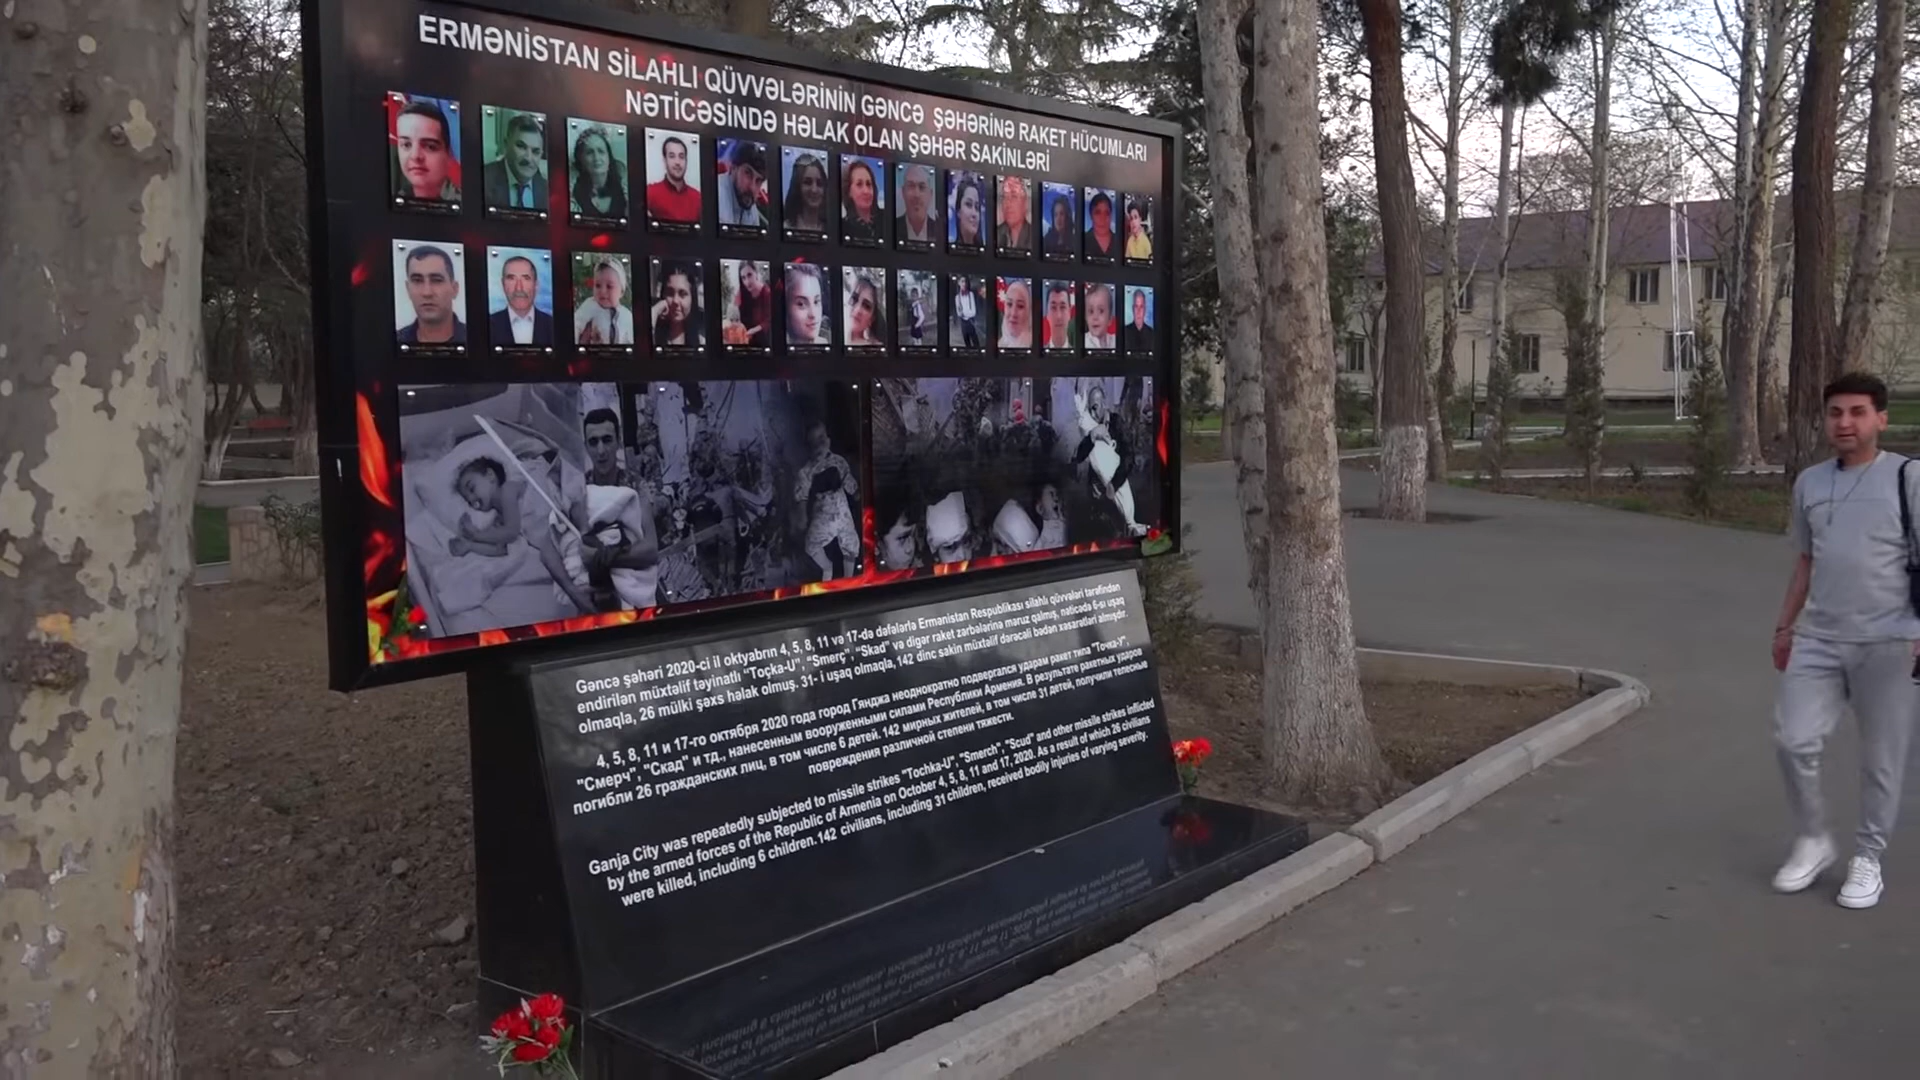 ERMƏNİSTAN SİLAHLI QÜVVƏLƏRİNİN GƏNCƏ ŞƏHƏRİNƏ RAKET HÜCUMLARI
NƏTİCƏSİNDƏ HƏLAK OLAN ŞƏHƏR SAKİNLƏRİ
Gəncə şəhəri 2020-ci il oktyabrın 4, 5, 8, 11 və 17-də dəfələrlə Ermənistan Respublikası silahlı qüvvələri tərəfindən
endirilən müxtəlif təyinatlı "Toçka-U", "Smerç", "Skad" və digər raket zərbələrinə məruz qalmış, nəticədə 6-sı uşaq
olmaqla, 26 mülki şəxs həlak olmuş. 31- i uşaq olmaqla, 142 dinc sakin müxtəlif dərəcəli bədən xəsarətləri almışdır.
4, 5, 8, 11 и 17-го октября 2020 года город Гянджа неоднократно подвергался ударам ракет типа "Точка-У",
"Смерч", "Скад" и тд., нанесенным вооруженными силами Республики Армения. В результате ракетных ударов
погибли 26 гражданских лиц, в том числе 6 детей. 142 мирных жителей, в том числе 31 детей, получили телесные
повреждения различной степени тяжести.
Ganja City was repeatedly subjected to missile strikes "Tochka-U", "Smerch", "Scud" and other missile strikes inflicted
by the armed forces of the Republic of Armenia on October 4, 5, 8, 11 and 17, 2020. As a result of which 26 civilians
were killed, including 6 children. 142 civilians, including 31 children, received bodily injuries of varying severity.